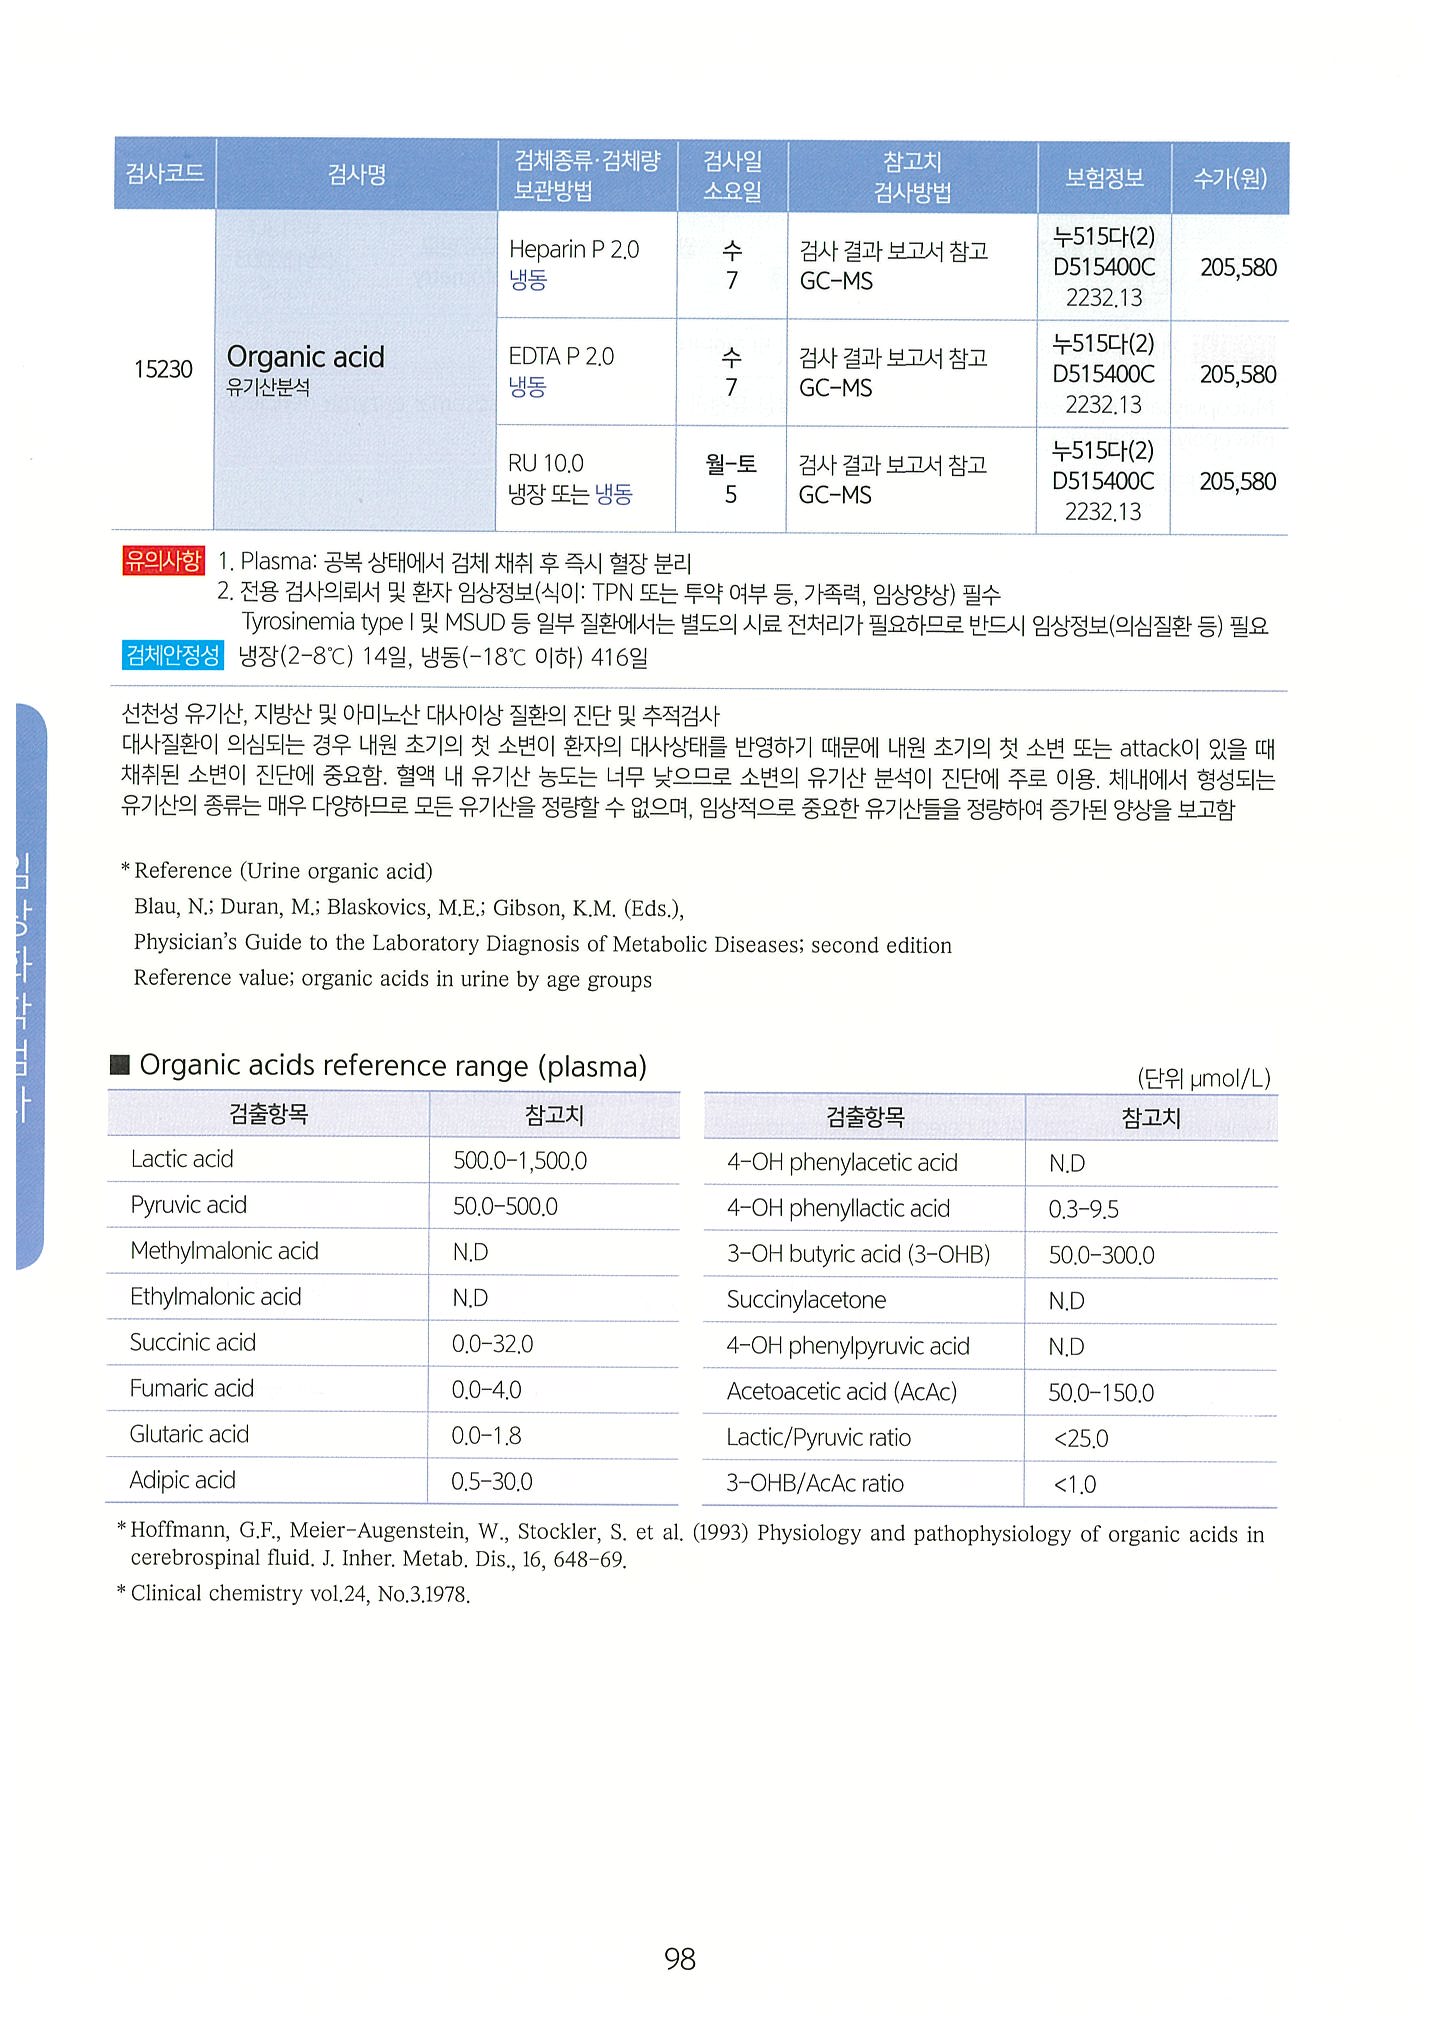 검사코드 검사명 검체종류·검체량 보관방법 검사일 소요일 참고치 검사방법 보험정보 수가(원)
15230
Organic acid
유기산분석
Heparin P 2.0 수 검사 결과 보고서 참고 누515다(2)
냉동 7 GC-MS D515400C 205,580
2232.13
EDTA P 2.0 수 검사 결과 보고서 참고 누515다(2)
냉동 7 GC-MS D515400C 205,580
2232.13
RU 10.0 월-토 검사 결과 보고서 참고 누515다(2)
냉장 또는 냉동 5 GC-MS D515400C 205,580
2232.13
유의사항 1. Plasma: 공복 상태에서 검체 채취 후 즉시 혈장 분리
2. 전용 검사의뢰서 및 환자 임상정보(식이: TPN 또는 투약 여부 등, 가족력, 임상양상) 필수
Tyrosinemia type I 및 MSUD 등 일부 질환에서는 별도의 시료 전처리가 필요하므로 반드시 임상정보(의심질환 등) 필요
검체안정성 냉장(2-8℃) 14일, 냉동(-18℃ 이하) 416일
선천성 유기산, 지방산 및 아미노산 대사이상 질환의 진단 및 추적검사
대사질환이 의심되는 경우 내원 초기의 첫 소변이 환자의 대사상태를 반영하기 때문에 내원 초기의 첫 소변 또는 attack이 있을 때
채취된 소변이 진단에 중요함. 혈액 내 유기산 농도는 너무 낮으므로 소변의 유기산 분석이 진단에 주로 이용. 체내에서 형성되는
유기산의 종류는 매우 다양하므로 모든 유기산을 정량할 수 없으며, 임상적으로 중요한 유기산들을 정량하여 증가된 양상을 보고함
* Reference (Urine organic acid)
Blau, N.; Duran, M.; Blaskovics, M.E.; Gibson, K.M. (Eds.),
Physician's Guide to the Laboratory Diagnosis of Metabolic Diseases; second edition
Reference value; organic acids in urine by age groups
■ Organic acids reference range (plasma)
(단위 μmol/L)
검출항목 참고치
Lactic acid 500.0-1,500.0
Pyruvic acid 50.0-500.0
Methylmalonic acid N.D
Ethylmalonic acid N.D
Succinic acid 0.0-32.0
Fumaric acid 0.0-4.0
Glutaric acid 0.0-1.8
Adipic acid 0.5-30.0
검출항목 참고치
4-OH phenylacetic acid N.D
4-OH phenyllactic acid 0.3-9.5
3-OH butyric acid (3-OHB) 50.0-300.0
Succinylacetone N.D
4-OH phenylpyruvic acid N.D
Acetoacetic acid (AcAc) 50.0-150.0
Lactic/Pyruvic ratio <25.0
3-OHB/AcAc ratio <1.0
* Hoffmann, G.F., Meier-Augenstein, W., Stockler, S. et al. (1993) Physiology and pathophysiology of organic acids in
cerebrospinal fluid. J. Inher. Metab. Dis., 16, 648-69.
* Clinical chemistry vol.24, No.3.1978.
98